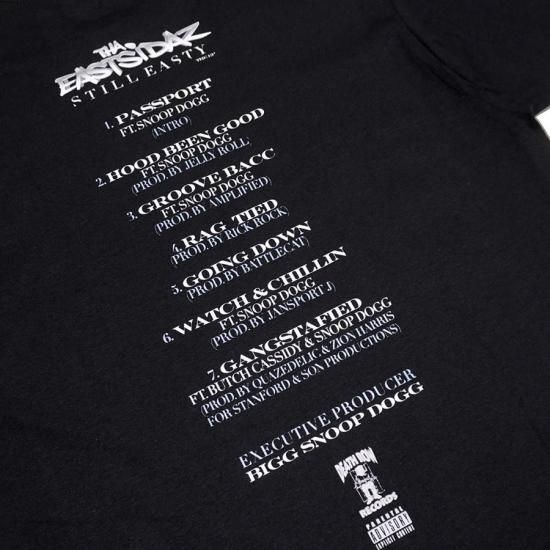 THA
EASTSIDAZ
STILL EASTY THE EP
1. PASSPORT
FT. SNOOP DOGG
(INTRO)
2. HOOD BEEN GOOD
FT. SNOOP DOGG
(PROD. BY JELLY ROLL)
3. GROOVE BACC
FT. SNOOP DOGG
(PROD. BY AMPLIFIED)
4. RAG TIED
(PROD. BY RICK ROCK)
5. GOING DOWN
(PROD. BY BATTLECAT)
6. WATCH & CHILLIN
FT. SNOOP DOGG
(PROD. BY JANSPORT J)
7. GANGSTAFIED
FT. BUTCH CASSIDY & SNOOP DOGG
(PROD. BY QUAZEDELIC & ZION HARRIS
FOR STANFORD & SON PRODUCTIONS)
EXECUTIVE PRODUCER
BIGG SNOOP DOGG
DEATH ROW
RECORDS
PARENTAL
ADVISORY
EXPLICIT CONTENT